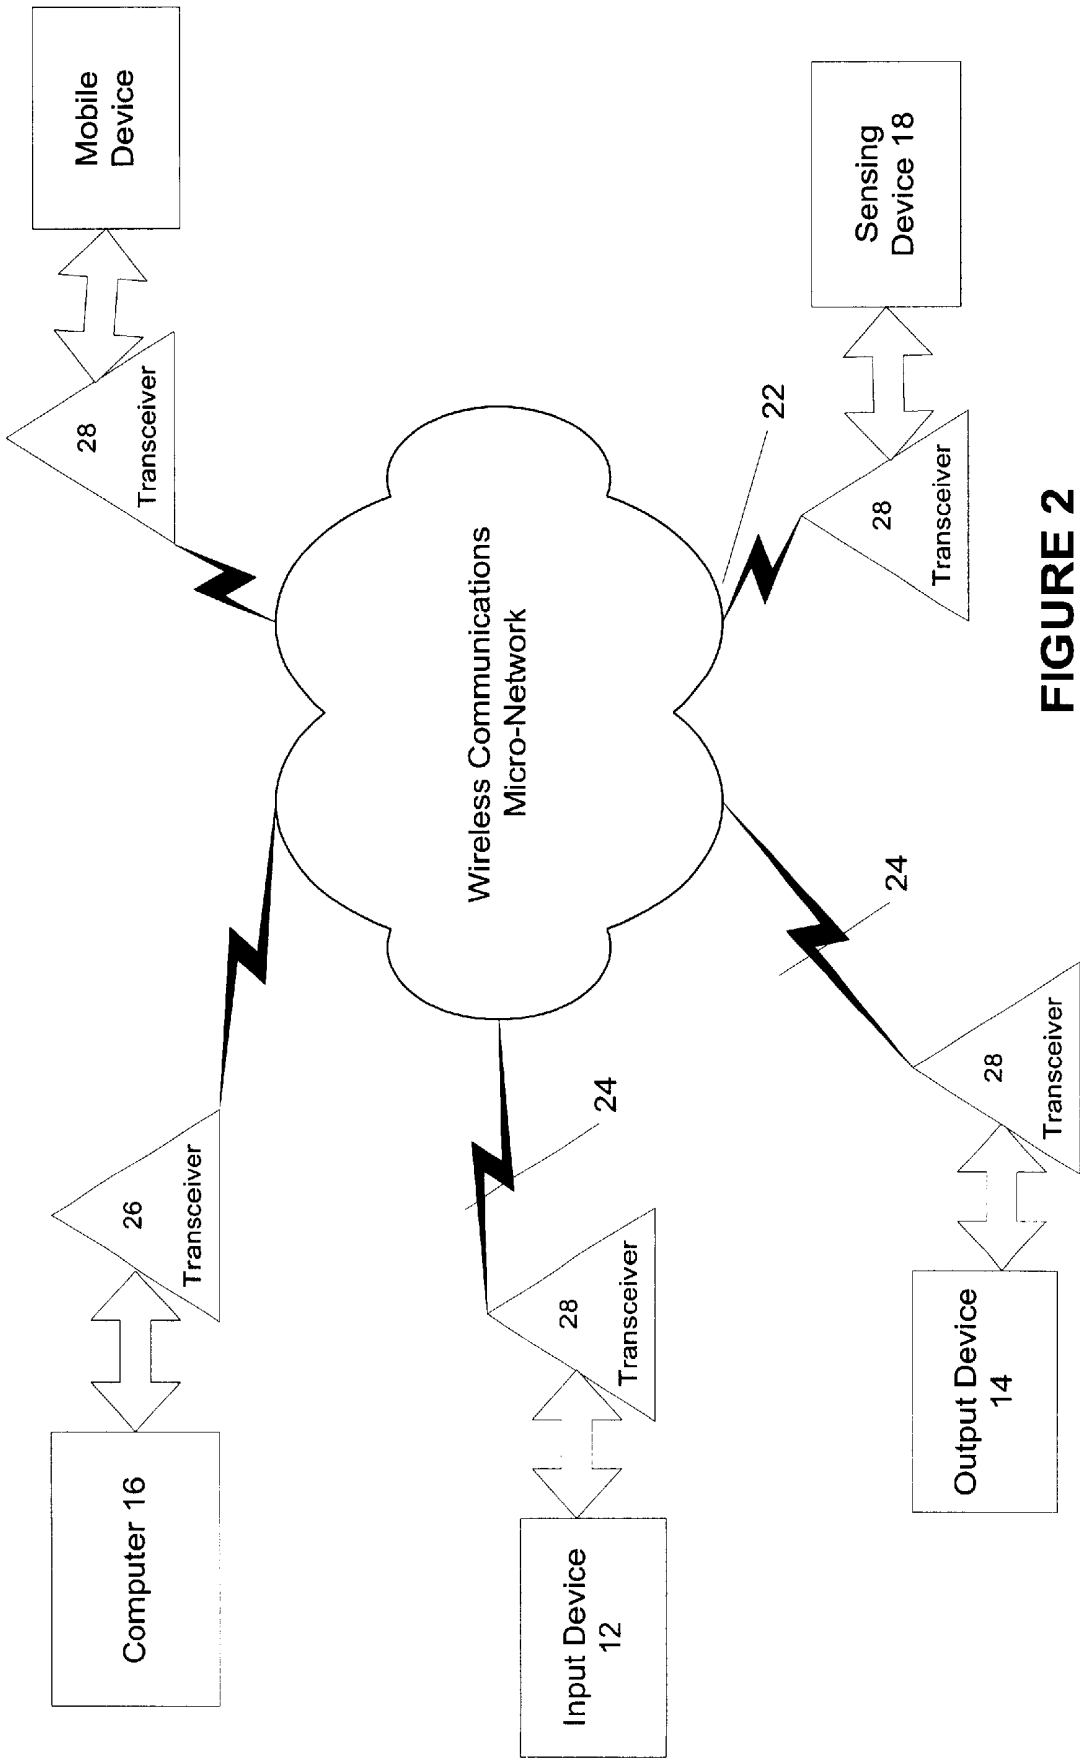 Computer 16
26
Transceiver
28
Transceiver
Mobile
Device
Wireless Communications
Micro-Network
24
22
Input Device
12
28
Transceiver
24
Output Device
14
28
Transceiver
28
Transceiver
Sensing
Device 18
FIGURE 2